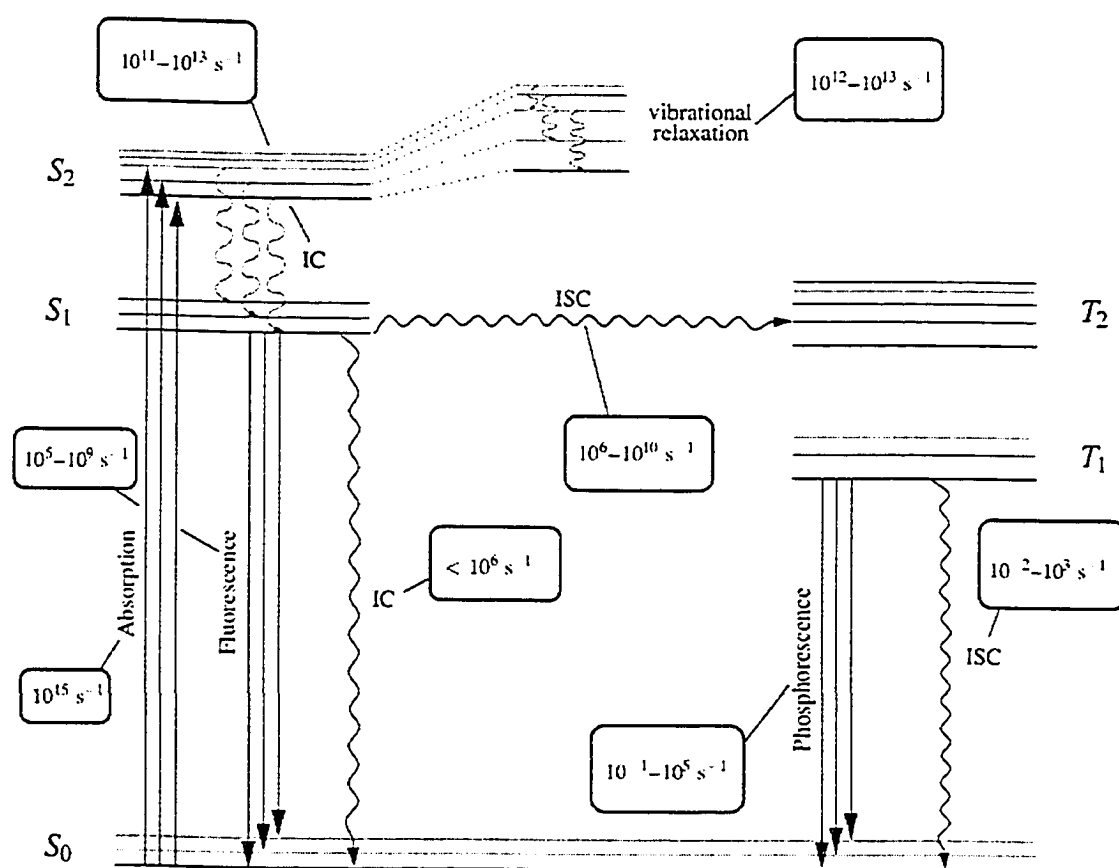 10¹¹–10¹³ s⁻¹
10¹²–10¹³ s⁻¹
vibrational
relaxation
S₂
IC
S₁
ISC
T₂
10⁵–10⁹ s⁻¹
10⁶–10¹⁰ s⁻¹
T₁
Absorption
Fluorescence
< 10⁶ s⁻¹
IC
10⁻²–10³ s⁻¹
ISC
Phosphorescence
10¹⁵ s⁻¹
10⁻¹–10⁵ s⁻¹
S₀